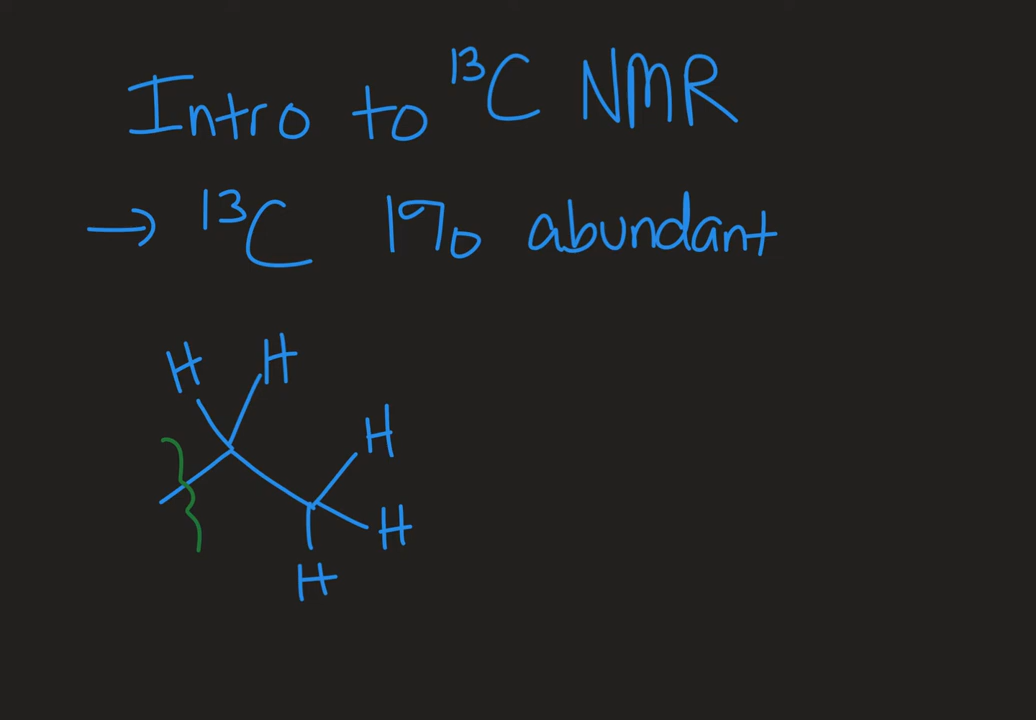 Intro to ¹³C NMR
→ ¹³C 1% abundant
H H
H
H
H